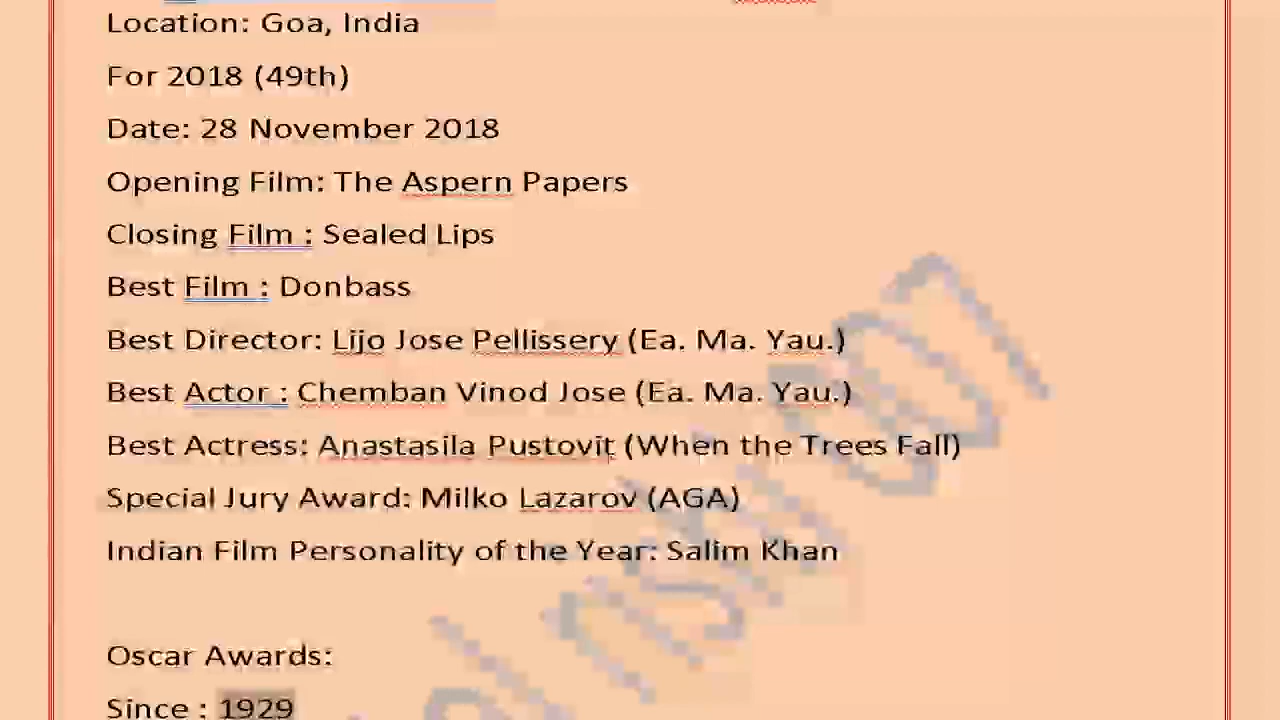 Location: Goa, India
For 2018 (49th)
Date: 28 November 2018
Opening Film: The Aspern Papers
Closing Film : Sealed Lips
Best Film : Donbass
Best Director: Lijo Jose Pellissery (Ea. Ma. Yau.)
Best Actor : Chemban Vinod Jose (Ea. Ma. Yau.)
Best Actress: Anastasila Pustovit (When the Trees Fall)
Special Jury Award: Milko Lazarov (AGA)
Indian Film Personality of the Year: Salim Khan
Oscar Awards:
Since : 1929